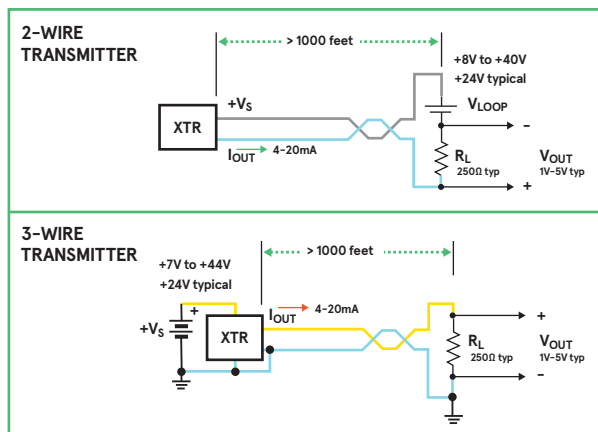 2-WIRE
TRANSMITTER
> 1000 feet
+8V to +40V
+24V typical
+VS
VLOOP
XTR
IOUT 4-20mA
-
RL
250Ω typ
VOUT
1V-5V typ
+
3-WIRE
TRANSMITTER
> 1000 feet
+7V to +44V
+24V typical
+
IOUT 4-20mA
+
+VS
XTR
RL
250Ω typ
VOUT
1V-5V typ
-